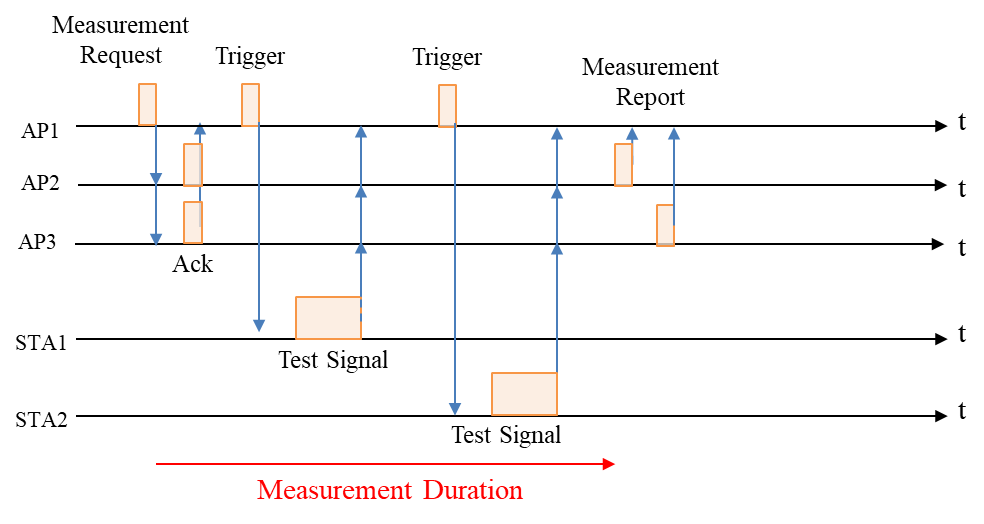 Measurement
Request
Trigger
Trigger
Measurement
Report
AP1
t
AP2
t
AP3
t
Ack
STA1
t
Test Signal
STA2
t
Test Signal
Measurement Duration